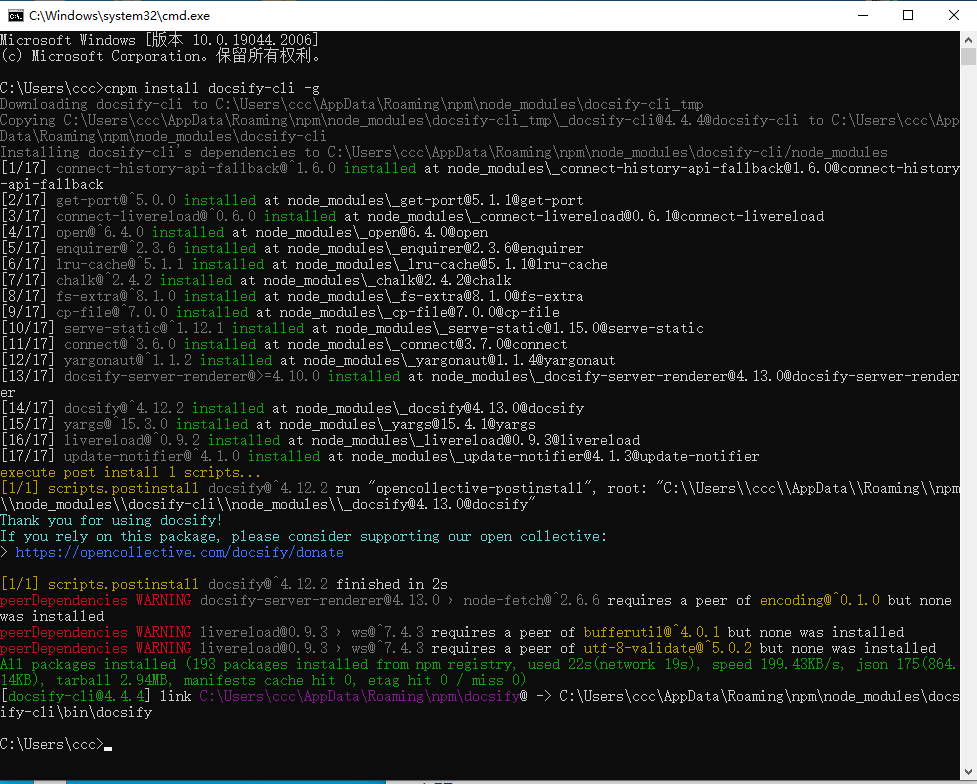 C:\Windows\system32\cmd.exe
Microsoft Windows [版本 10.0.19044.2006]
(c) Microsoft Corporation。保留所有权利。
C:\Users\ccc>cnpm install docsify-cli -g
Downloading docsify-cli to C:\Users\ccc\AppData\Roaming\npm\node_modules\docsify-cli_tmp
Copying C:\Users\ccc\AppData\Roaming\npm\node_modules\docsify-cli_tmp\_docsify-cli@4.4.4@docsify-cli to C:\Users\ccc\App
Data\Roaming\npm\node_modules\docsify-cli
Installing docsify-cli's dependencies to C:\Users\ccc\AppData\Roaming\npm\node_modules\docsify-cli/node_modules
[1/17] connect-history-api-fallback@^1.6.0 installed at node_modules\_connect-history-api-fallback@1.6.0@connect-history
-api-fallback
[2/17] get-port@^5.0.0 installed at node_modules\_get-port@5.1.1@get-port
[3/17] connect-livereload@^0.6.0 installed at node_modules\_connect-livereload@0.6.1@connect-livereload
[4/17] open@^6.4.0 installed at node_modules\_open@6.4.0@open
[5/17] enquirer@^2.3.6 installed at node_modules\_enquirer@2.3.6@enquirer
[6/17] lru-cache@^5.1.1 installed at node_modules\_lru-cache@5.1.1@lru-cache
[7/17] chalk@^2.4.2 installed at node_modules\_chalk@2.4.2@chalk
[8/17] fs-extra@^8.1.0 installed at node_modules\_fs-extra@8.1.0@fs-extra
[9/17] cp-file@^7.0.0 installed at node_modules\_cp-file@7.0.0@cp-file
[10/17] serve-static@^1.12.1 installed at node_modules\_serve-static@1.15.0@serve-static
[11/17] connect@^3.6.0 installed at node_modules\_connect@3.7.0@connect
[12/17] yargonaut@^1.1.2 installed at node_modules\_yargonaut@1.1.4@yargonaut
[13/17] docsify-server-renderer@>=4.10.0 installed at node_modules\_docsify-server-renderer@4.13.0@docsify-server-render
er
[14/17] docsify@^4.12.2 installed at node_modules\_docsify@4.13.0@docsify
[15/17] yargs@^15.3.0 installed at node_modules\_yargs@15.4.1@yargs
[16/17] livereload@^0.9.2 installed at node_modules\_livereload@0.9.3@livereload
[17/17] update-notifier@^4.1.0 installed at node_modules\_update-notifier@4.1.3@update-notifier
execute post install 1 scripts...
[1/1] scripts.postinstall docsify@^4.12.2 run "opencollective-postinstall", root: "C:\\Users\\ccc\\AppData\\Roaming\\npm
\\node_modules\\docsify-cli\\node_modules\\_docsify@4.13.0@docsify"
Thank you for using docsify!
If you rely on this package, please consider supporting our open collective:
> https://opencollective.com/docsify/donate
[1/1] scripts.postinstall docsify@^4.12.2 finished in 2s
peerDependencies WARNING docsify-server-renderer@4.13.0 › node-fetch@^2.6.6 requires a peer of encoding@^0.1.0 but none
was installed
peerDependencies WARNING livereload@0.9.3 › ws@^7.4.3 requires a peer of bufferutil@^4.0.1 but none was installed
peerDependencies WARNING livereload@0.9.3 › ws@^7.4.3 requires a peer of utf-8-validate@^5.0.2 but none was installed
All packages installed (193 packages installed from npm registry, used 22s(network 19s), speed 199.43KB/s, json 175(864.
14KB), tarball 2.94MB, manifests cache hit 0, etag hit 0 / miss 0)
[docsify-cli@4.4.4] link C:\Users\ccc\AppData\Roaming\npm\docsify@ -> C:\Users\ccc\AppData\Roaming\npm\node_modules\docs
ify-cli\bin\docsify
C:\Users\ccc>